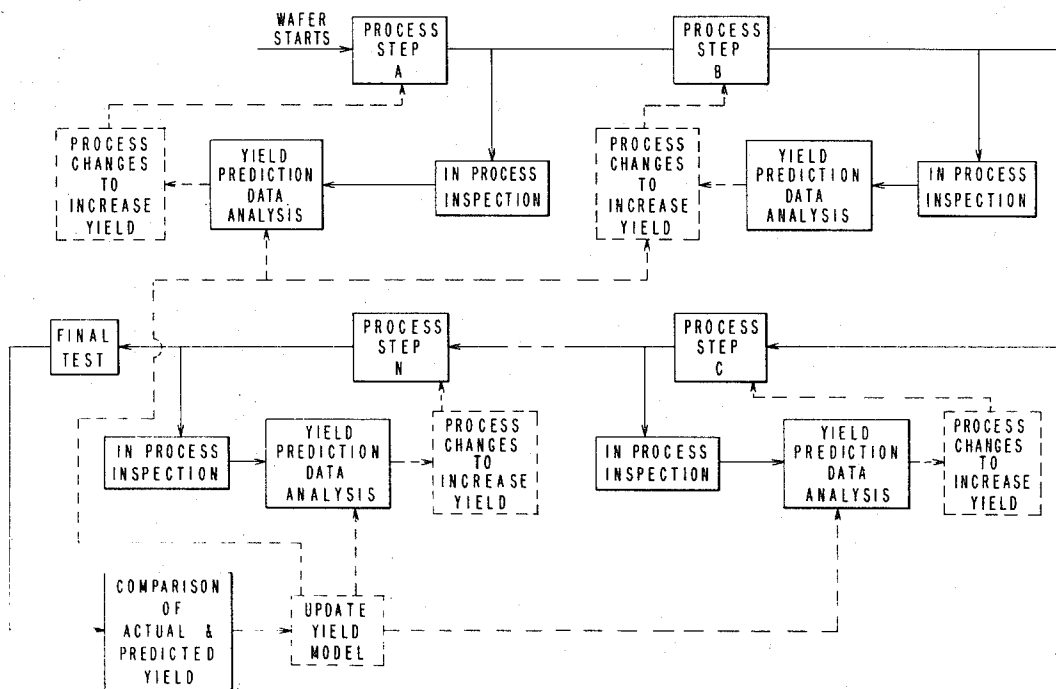 WAFER
STARTS
PROCESS
STEP
A
PROCESS
STEP
B
PROCESS
CHANGES
TO
INCREASE
YIELD
YIELD
PREDICTION
DATA
ANALYSIS
IN PROCESS
INSPECTION
PROCESS
CHANGES
TO
INCREASE
YIELD
YIELD
PREDICTION
DATA
ANALYSIS
IN PROCESS
INSPECTION
FINAL
TEST
PROCESS
STEP
N
PROCESS
STEP
C
IN PROCESS
INSPECTION
YIELD
PREDICTION
DATA
ANALYSIS
PROCESS
CHANGES
TO
INCREASE
YIELD
IN PROCESS
INSPECTION
YIELD
PREDICTION
DATA
ANALYSIS
PROCESS
CHANGES
TO
INCREASE
YIELD
COMPARISON
OF
ACTUAL &
PREDICTED
YIELD
UPDATE
YIELD
MODEL